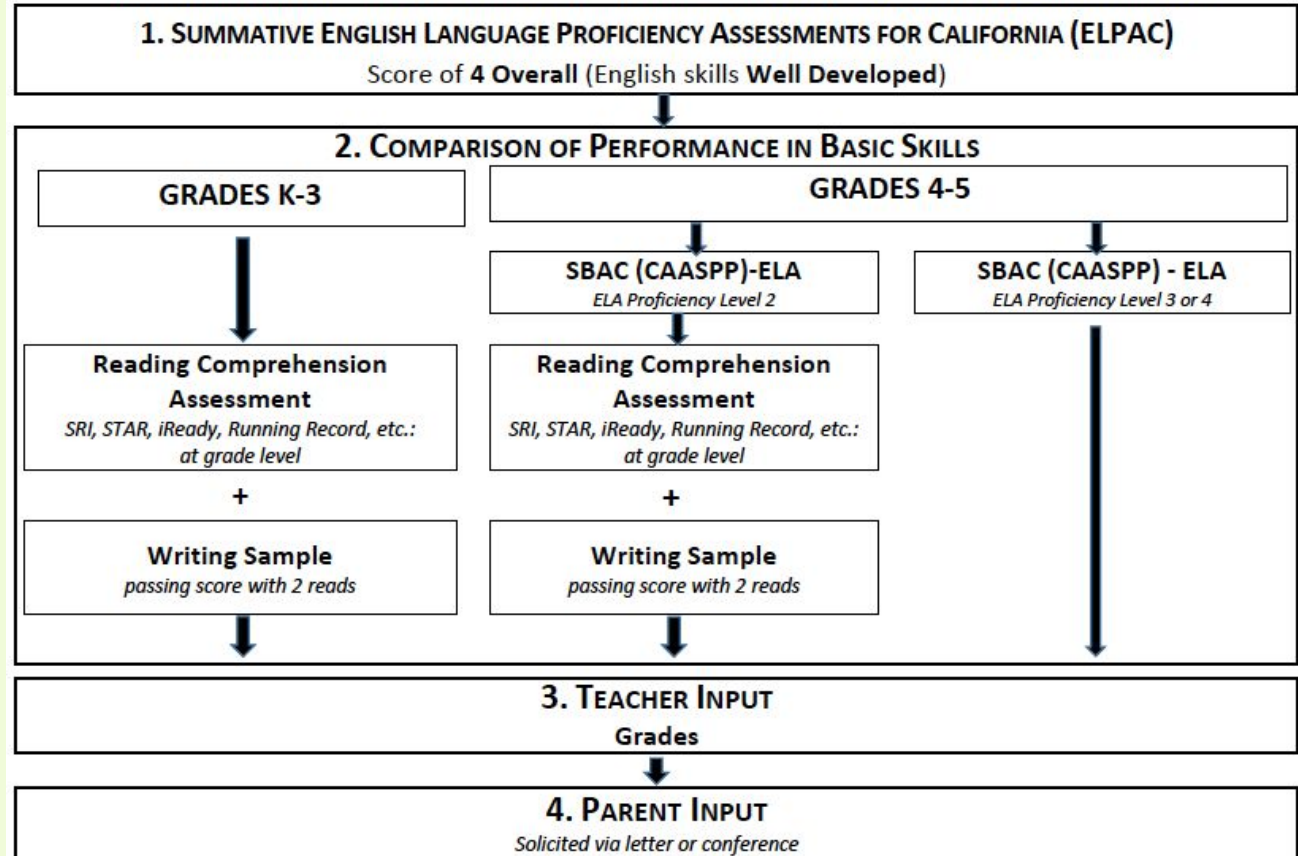 1. SUMMATIVE ENGLISH LANGUAGE PROFICIENCY ASSESSMENTS FOR CALIFORNIA (ELPAC)
Score of 4 Overall (English skills Well Developed)
2. COMPARISON OF PERFORMANCE IN BASIC SKILLS
GRADES K-3
GRADES 4-5
SBAC (CAASPP)-ELA
ELA Proficiency Level 2
SBAC (CAASPP) - ELA
ELA Proficiency Level 3 or 4
Reading Comprehension
Assessment
SRI, STAR, iReady, Running Record, etc.:
at grade level
+
Writing Sample
passing score with 2 reads
Reading Comprehension
Assessment
SRI, STAR, iReady, Running Record, etc.:
at grade level
+
Writing Sample
passing score with 2 reads
3. TEACHER INPUT
Grades
4. PARENT INPUT
Solicited via letter or conference